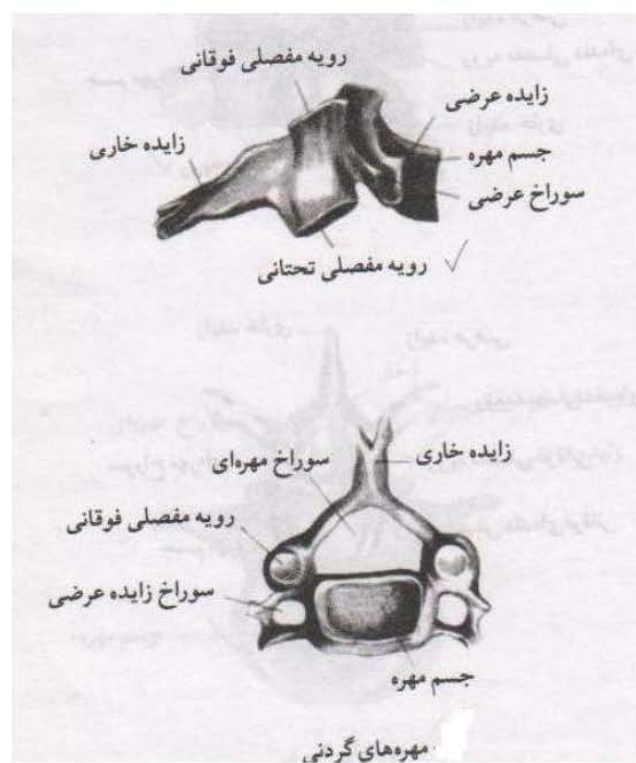 رویه مفصلی فوقانی
زایده عرضی
زایده خاری
جسم مهره
سوراخ عرضی
رویه مفصلی تحتانی
سوراخ مهره‌ای
زایده خاری
رویه مفصلی فوقانی
سوراخ زایده عرضی
جسم مهره
مهره‌های گردنی